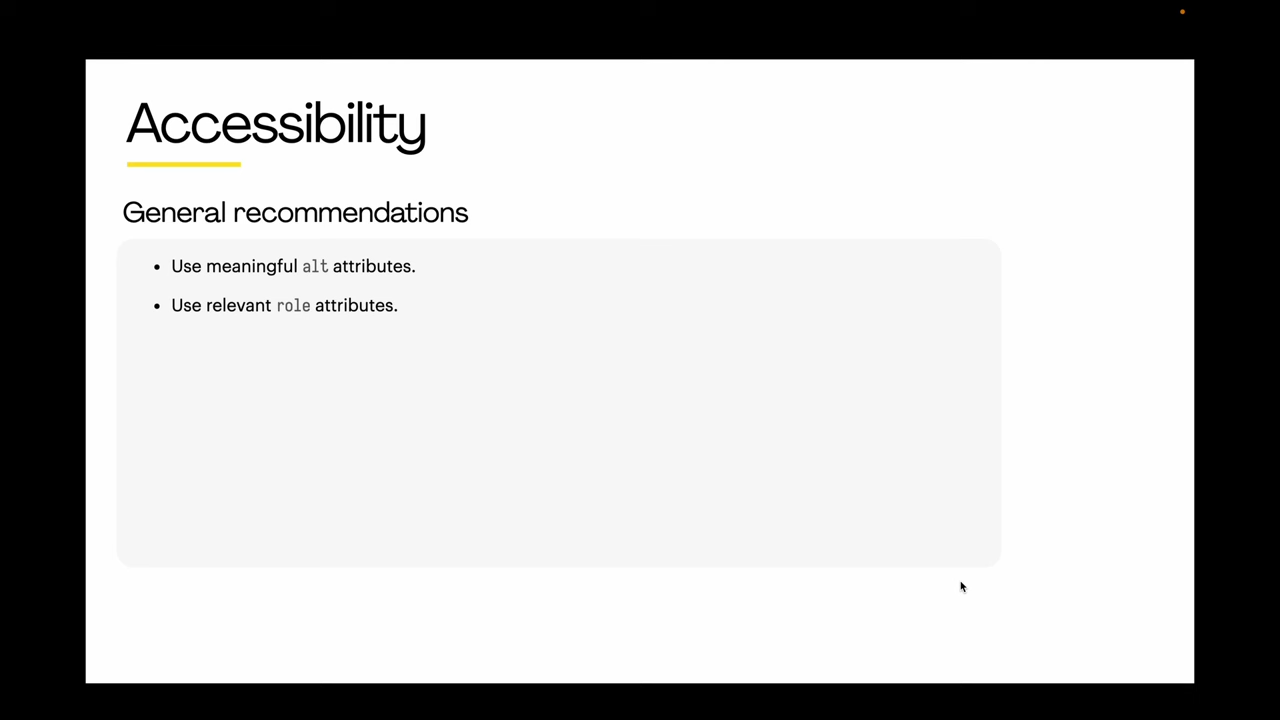 Accessibility
General recommendations
• Use meaningful alt attributes.
• Use relevant role attributes.